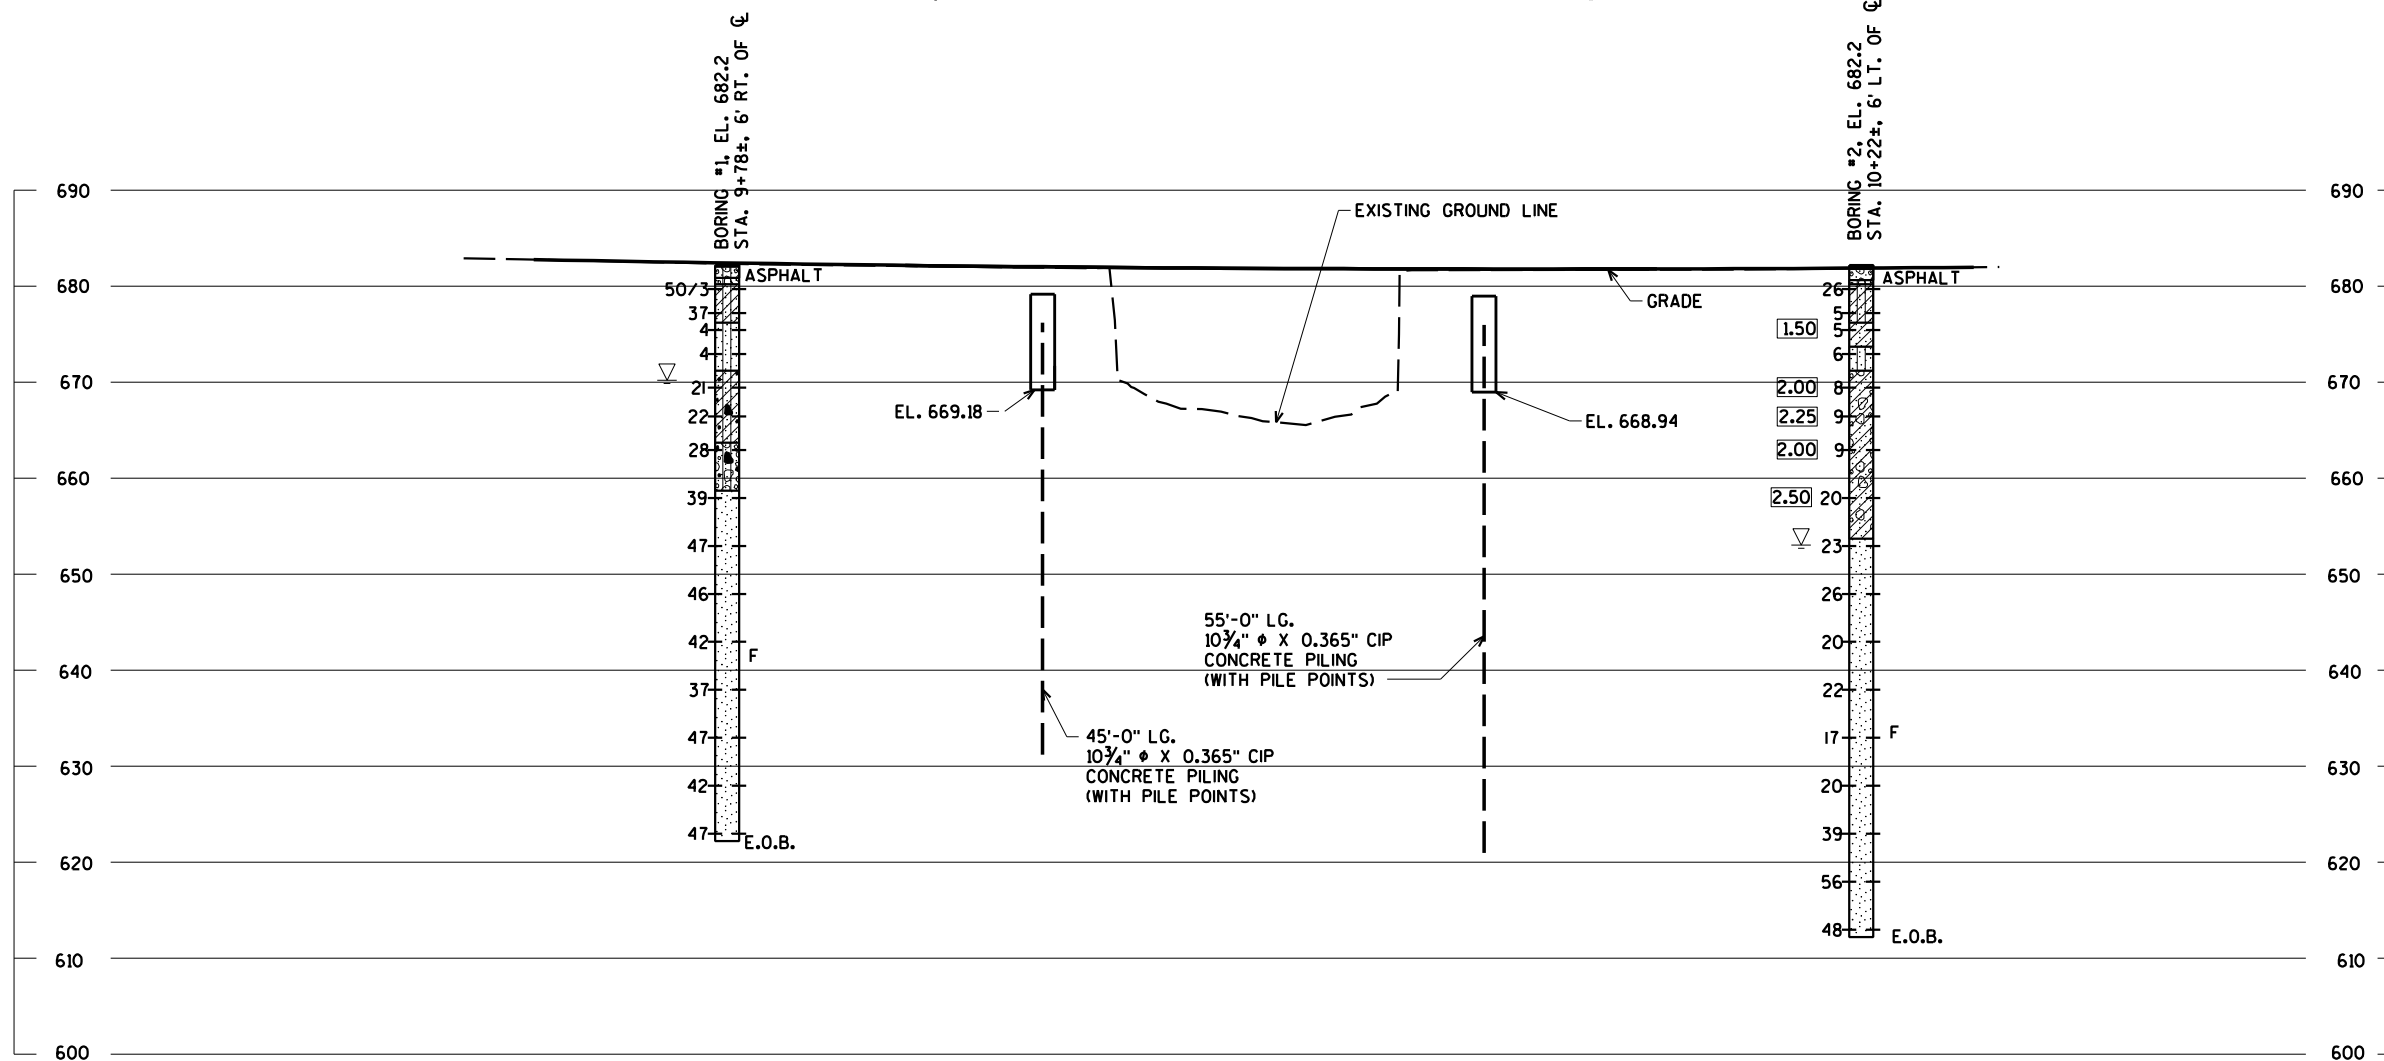 BORING #1, EL. 682.2
STA. 9+78±, 6' RT. OF ℄
BORING #2, EL. 682.2
STA. 10+22±, 6' LT. OF ℄
690
690
EXISTING GROUND LINE
ASPHALT
ASPHALT
680
680
50/3
26
GRADE
37
5
4
1.50 5
4
6
670
670
21
2.00 8
EL. 669.18
22
2.25 9
EL. 668.94
28
2.00 9
660
660
39
2.50 20
47
23
650
650
46
26
55'-0" LG.
10¾" ϕ X 0.365" CIP
CONCRETE PILING
(WITH PILE POINTS)
42
20
F
640
640
37
22
45'-0" LG.
10¾" ϕ X 0.365" CIP
CONCRETE PILING
(WITH PILE POINTS)
47
17
F
630
630
42
20
47
39
E.O.B.
620
620
56
48
E.O.B.
610
610
600
600